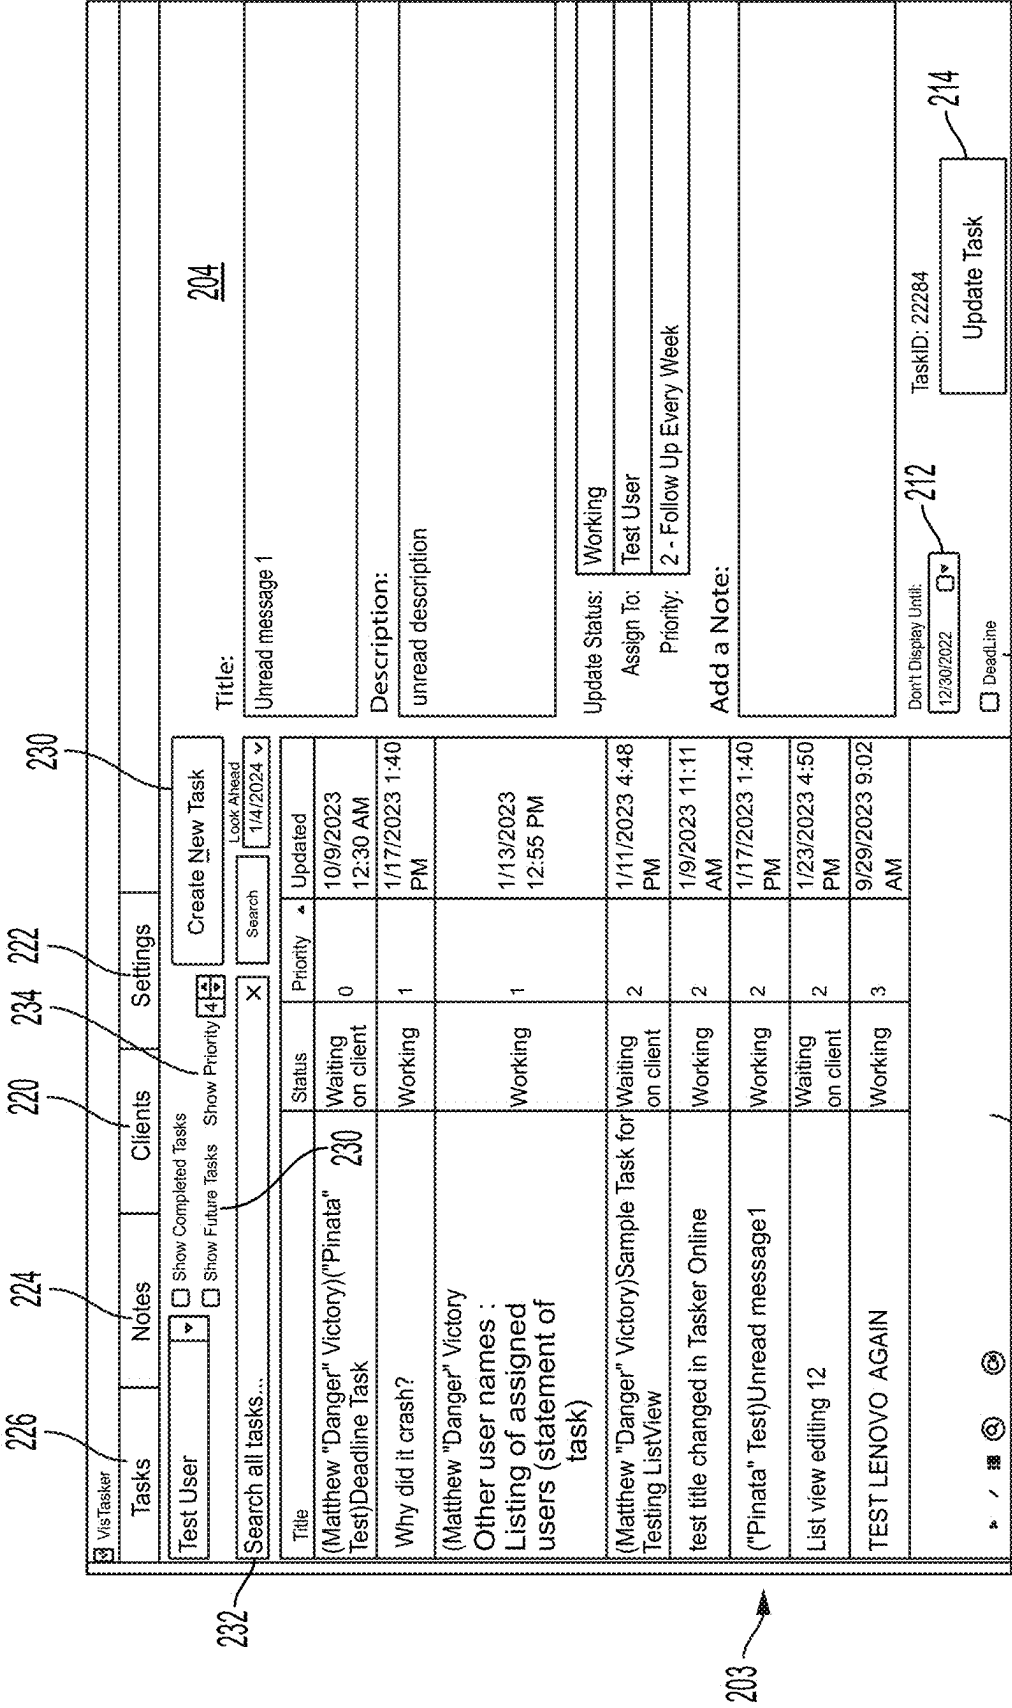 226
224
220
234
222
230
VisTasker
Tasks
Notes
Clients
Settings
Test User
Show Completed Tasks
Show Future Tasks
Show Priority
4
Create New Task
232
Search all tasks...
X
Search
Look Ahead
1/4/2024
230
Title
Status
Priority
Updated
(Matthew "Danger" Victory)("Pinata"
Test)Deadline Task
Waiting
on client
0
10/9/2023
12:30 AM
Why did it crash?
Working
1
1/17/2023 1:40
PM
(Matthew "Danger" Victory
Other user names :
Listing of assigned
users (statement of
task)
Working
1
1/13/2023
12:55 PM
(Matthew "Danger" Victory)Sample Task for
Testing ListView
Waiting
on client
2
1/11/2023 4:48
PM
test title changed in Tasker Online
Working
2
1/9/2023 11:11
AM
("Pinata" Test)Unread message1
Working
2
1/17/2023 1:40
PM
List view editing 12
Waiting
on client
2
1/23/2023 4:50
PM
TEST LENOVO AGAIN
Working
3
9/29/2023 9:02
AM
203
204
Title:
Unread message 1
Description:
unread description
Update Status:
Working
Assign To:
Test User
Priority:
2 - Follow Up Every Week
Add a Note:
Don't Display Until:
12/30/2022
212
DeadLine
TaskID: 22284
Update Task
214